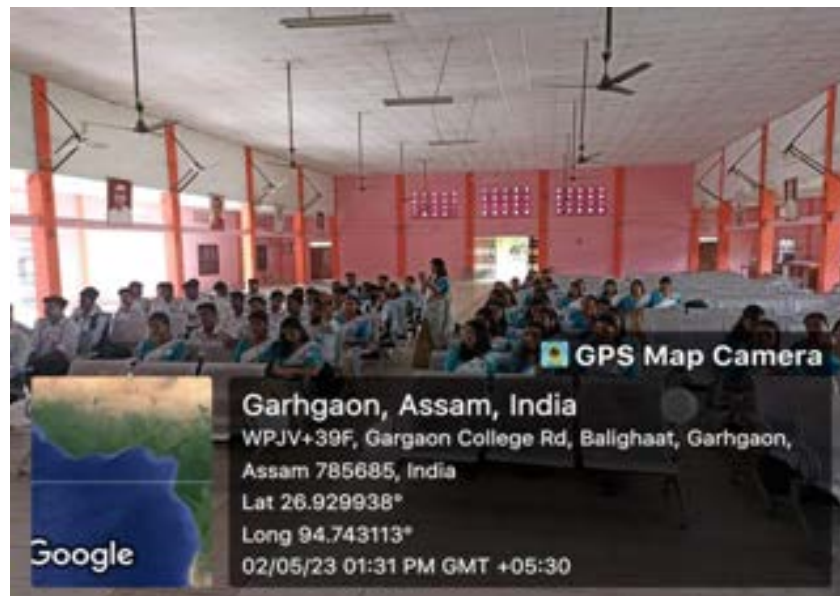 GPS Map Camera
Garhgaon, Assam, India
WPJV+39F, Gargaon College Rd, Balighaat, Garhgaon,
Assam 785685, India
Lat 26.929938°
Long 94.743113°
02/05/23 01:31 PM GMT +05:30
Google